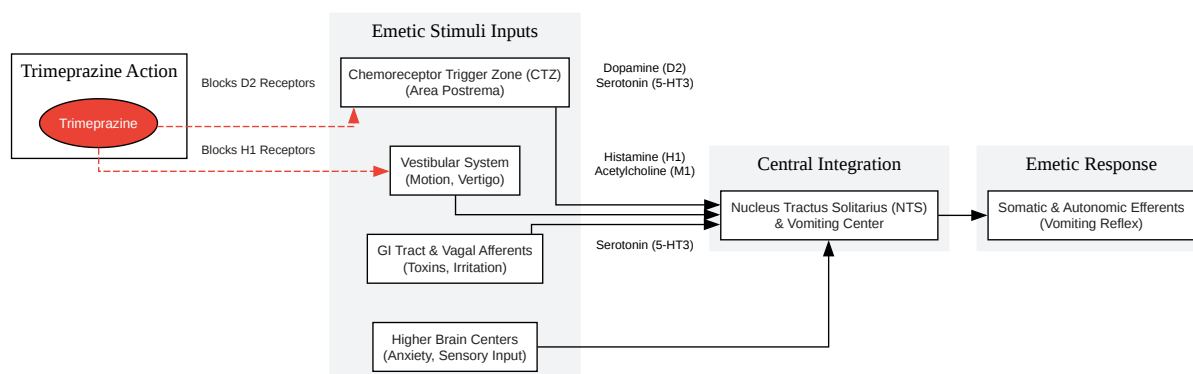 Trimeprazine Action
Trimeprazine
Blocks D2 Receptors
Blocks H1 Receptors
Emetic Stimuli Inputs
Chemoreceptor Trigger Zone (CTZ)
(Area Postrema)
Vestibular System
(Motion, Vertigo)
GI Tract & Vagal Afferents
(Toxins, Irritation)
Higher Brain Centers
(Anxiety, Sensory Input)
Dopamine (D2)
Serotonin (5-HT3)
Histamine (H1)
Acetylcholine (M1)
Serotonin (5-HT3)
Central Integration
Nucleus Tractus Solitarius (NTS)
& Vomiting Center
Emetic Response
Somatic & Autonomic Efferents
(Vomiting Reflex)